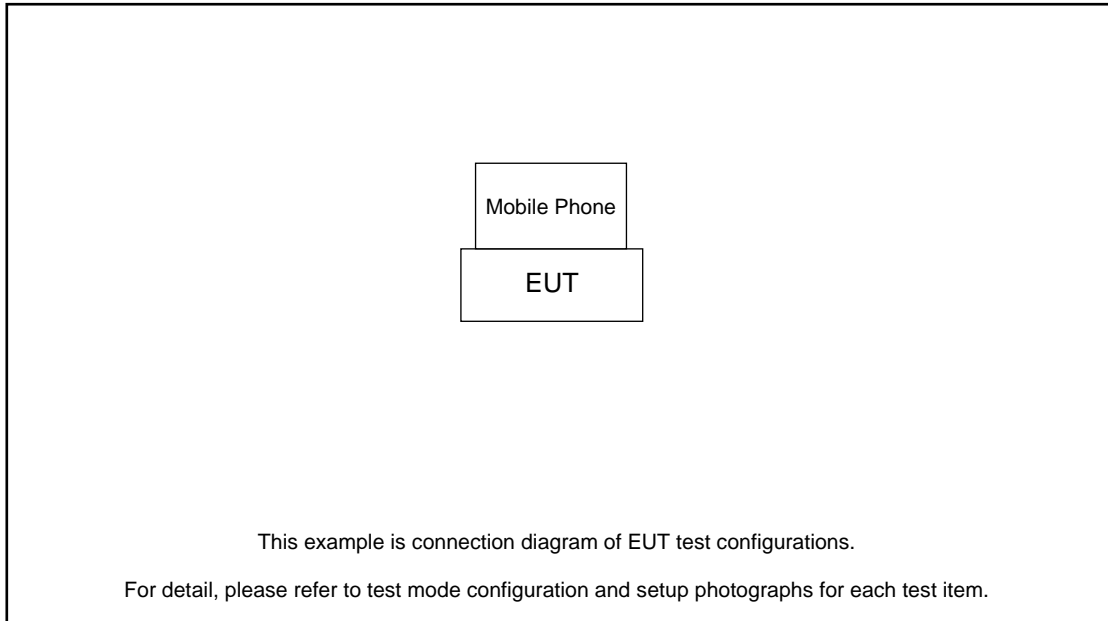 Mobile Phone
EUT
This example is connection diagram of EUT test configurations.
For detail, please refer to test mode configuration and setup photographs for each test item.